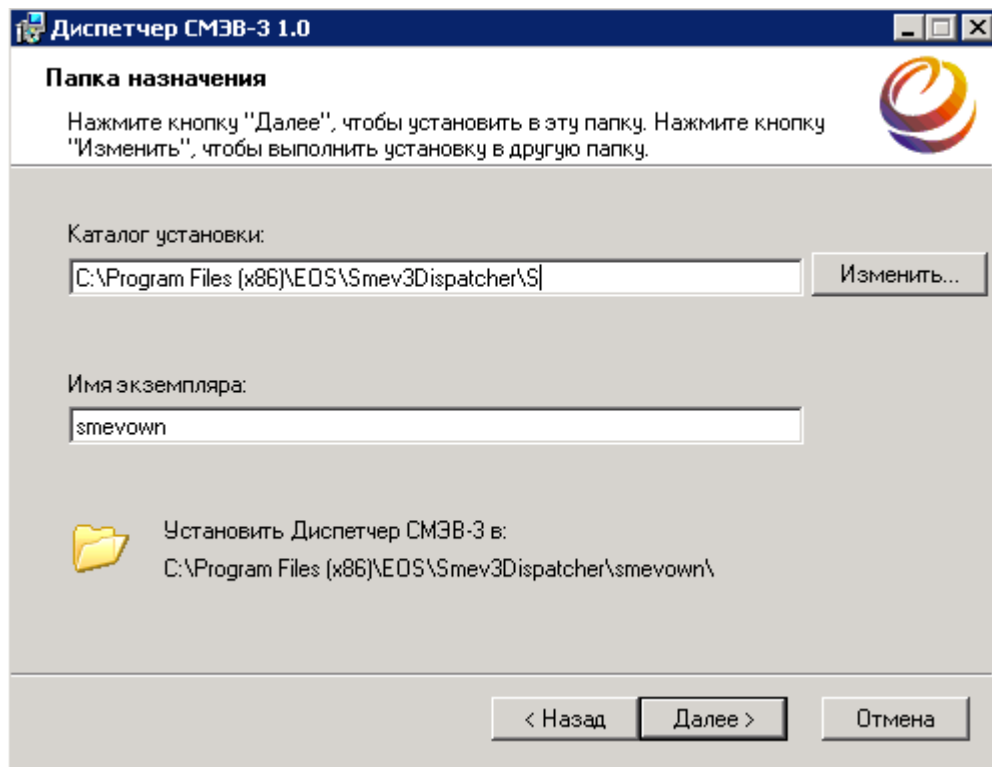 Диспетчер СМЭВ-3 1.0
Папка назначения
Нажмите кнопку "Далее", чтобы установить в эту папку. Нажмите кнопку
"Изменить", чтобы выполнить установку в другую папку.
Каталог установки:
C:\Program Files (x86)\EOS\Smev3Dispatcher\S
Изменить...
Имя экземпляра:
smevown
Установить Диспетчер СМЭВ-3 в:
C:\Program Files (x86)\EOS\Smev3Dispatcher\smevown\
< Назад
Далее >
Отмена